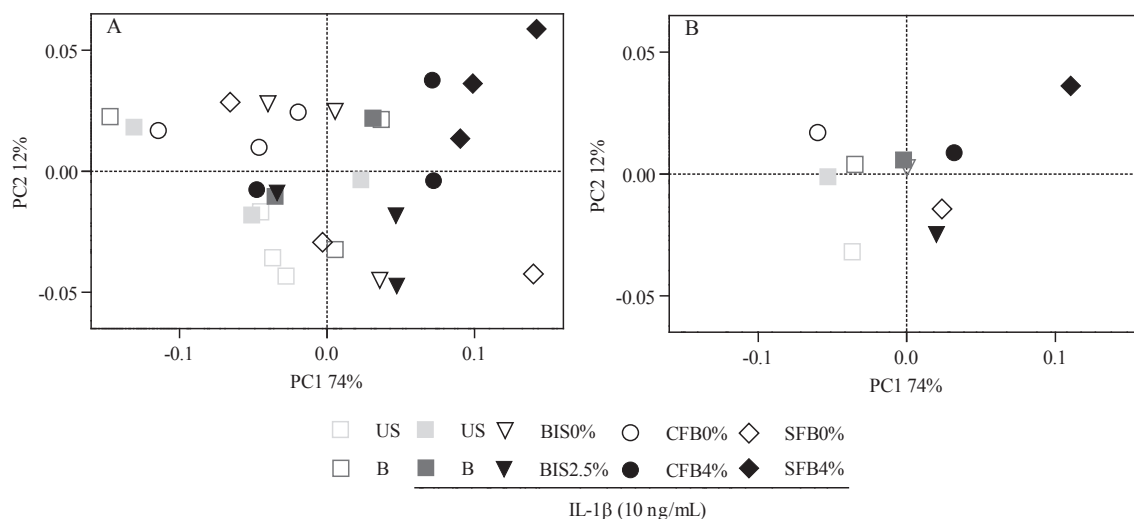 A
B
0.05
0.00
-0.05
PC2 12%
-0.1
0.0
0.1
PC1 74%
0.05
0.00
-0.05
PC2 12%
-0.1
0.0
0.1
PC1 74%
US US BIS0% CFB0% SFB0%
B B BIS2.5% CFB4% SFB4%
IL-1β (10 ng/mL)